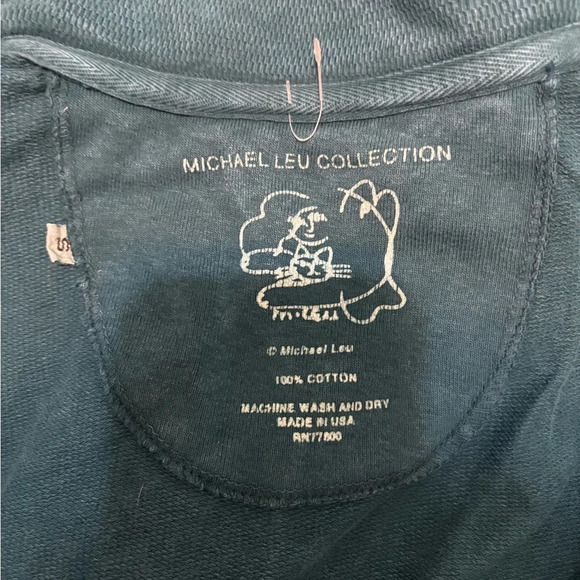 MICHAEL LEU COLLECTION
S
© Michael Leu
100% COTTON
MACHINE WASH AND DRY
MADE IN USA
RN77800